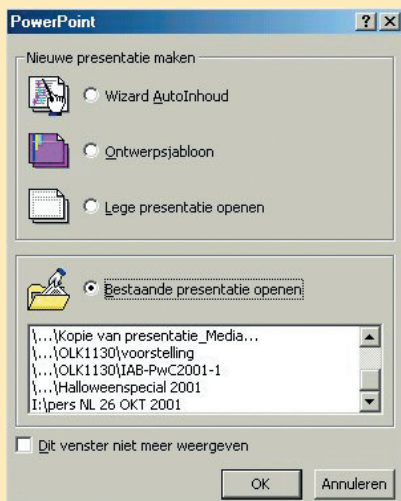 PowerPoint
Nieuwe presentatie maken
Wizard AutoInhoud
Ontwerpsjabloon
Lege presentatie openen
Bestaande presentatie openen
\...\Kopie van presentatie_Media...
\...\OLK1130\voorstelling
\...\OLK1130\IAB-PwC2001-1
\...\Halloweenspecial 2001
I:\pers NL 26 OKT 2001
Dit venster niet meer weergeven
OK
Annuleren